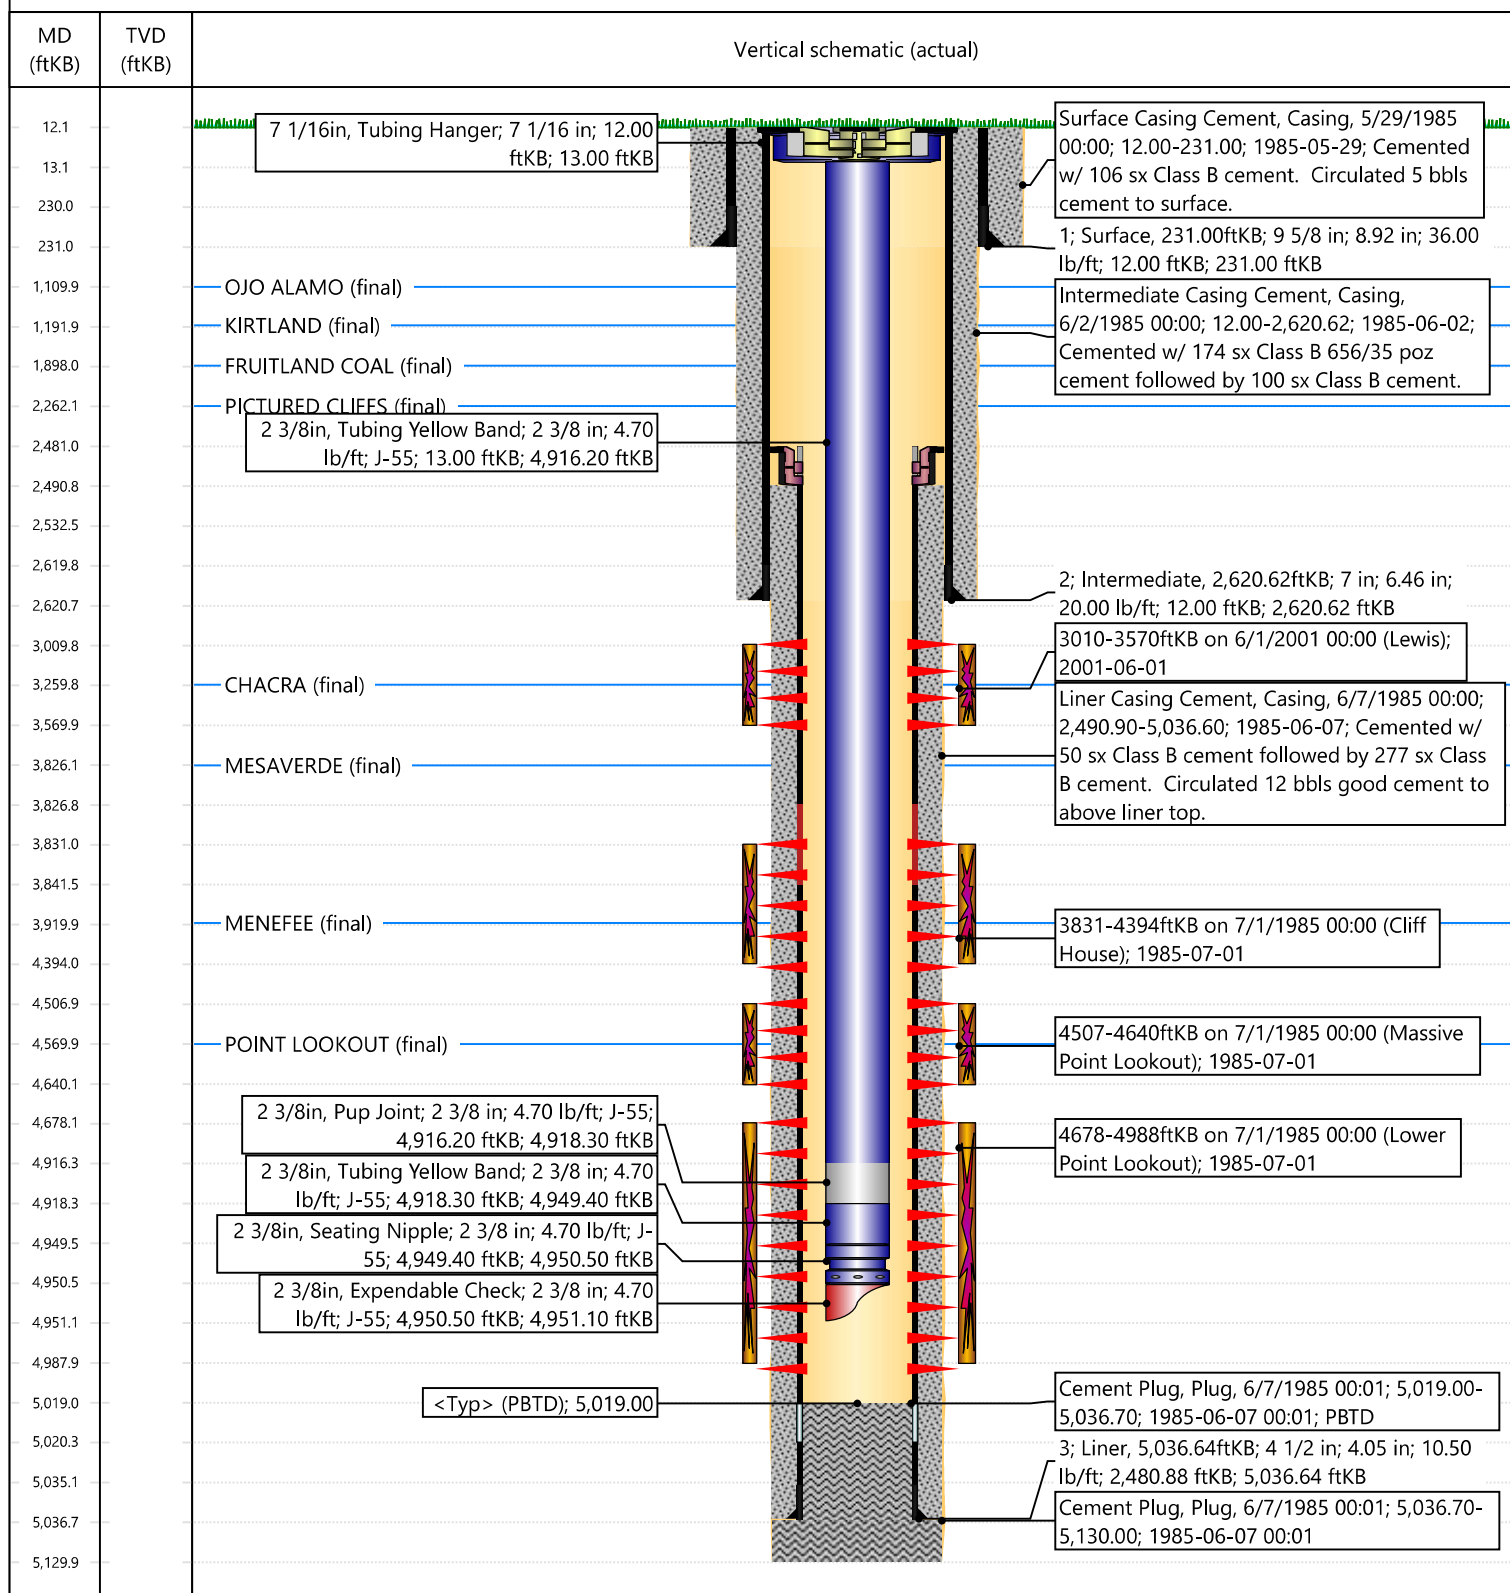 MD
(ftKB)
TVD
(ftKB)
Vertical schematic (actual)
12.1
13.1
230.0
231.0
1,109.9
1,191.9
1,898.0
2,262.1
2,481.0
2,490.8
2,532.5
2,619.8
2,620.7
3,009.8
3,259.8
3,569.9
3,826.1
3,826.8
3,831.0
3,841.5
3,919.9
4,394.0
4,506.9
4,569.9
4,640.1
4,678.1
4,916.3
4,918.3
4,949.5
4,950.5
4,951.1
4,987.9
5,019.0
5,020.3
5,035.1
5,036.7
5,129.9
7 1/16in, Tubing Hanger; 7 1/16 in; 12.00
ftKB; 13.00 ftKB
OJO ALAMO (final)
KIRTLAND (final)
FRUITLAND COAL (final)
PICTURED CLIFFS (final)
2 3/8in, Tubing Yellow Band; 2 3/8 in; 4.70
lb/ft; J-55; 13.00 ftKB; 4,916.20 ftKB
CHACRA (final)
MESAVERDE (final)
MENEFEE (final)
POINT LOOKOUT (final)
2 3/8in, Pup Joint; 2 3/8 in; 4.70 lb/ft; J-55;
4,916.20 ftKB; 4,918.30 ftKB
2 3/8in, Tubing Yellow Band; 2 3/8 in; 4.70
lb/ft; J-55; 4,918.30 ftKB; 4,949.40 ftKB
2 3/8in, Seating Nipple; 2 3/8 in; 4.70 lb/ft; J-
55; 4,949.40 ftKB; 4,950.50 ftKB
2 3/8in, Expendable Check; 2 3/8 in; 4.70
lb/ft; J-55; 4,950.50 ftKB; 4,951.10 ftKB
<Typ> (PBTD); 5,019.00
Surface Casing Cement, Casing, 5/29/1985
00:00; 12.00-231.00; 1985-05-29; Cemented
w/ 106 sx Class B cement.  Circulated 5 bbls
cement to surface.
1; Surface, 231.00ftKB; 9 5/8 in; 8.92 in; 36.00
lb/ft; 12.00 ftKB; 231.00 ftKB
Intermediate Casing Cement, Casing,
6/2/1985 00:00; 12.00-2,620.62; 1985-06-02;
Cemented w/ 174 sx Class B 656/35 poz
cement followed by 100 sx Class B cement.
2; Intermediate, 2,620.62ftKB; 7 in; 6.46 in;
20.00 lb/ft; 12.00 ftKB; 2,620.62 ftKB
3010-3570ftKB on 6/1/2001 00:00 (Lewis);
2001-06-01
Liner Casing Cement, Casing, 6/7/1985 00:00;
2,490.90-5,036.60; 1985-06-07; Cemented w/
50 sx Class B cement followed by 277 sx Class
B cement.  Circulated 12 bbls good cement to
above liner top.
3831-4394ftKB on 7/1/1985 00:00 (Cliff
House); 1985-07-01
4507-4640ftKB on 7/1/1985 00:00 (Massive
Point Lookout); 1985-07-01
4678-4988ftKB on 7/1/1985 00:00 (Lower
Point Lookout); 1985-07-01
Cement Plug, Plug, 6/7/1985 00:01; 5,019.00-
5,036.70; 1985-06-07 00:01; PBTD
3; Liner, 5,036.64ftKB; 4 1/2 in; 4.05 in; 10.50
lb/ft; 2,480.88 ftKB; 5,036.64 ftKB
Cement Plug, Plug, 6/7/1985 00:01; 5,036.70-
5,130.00; 1985-06-07 00:01